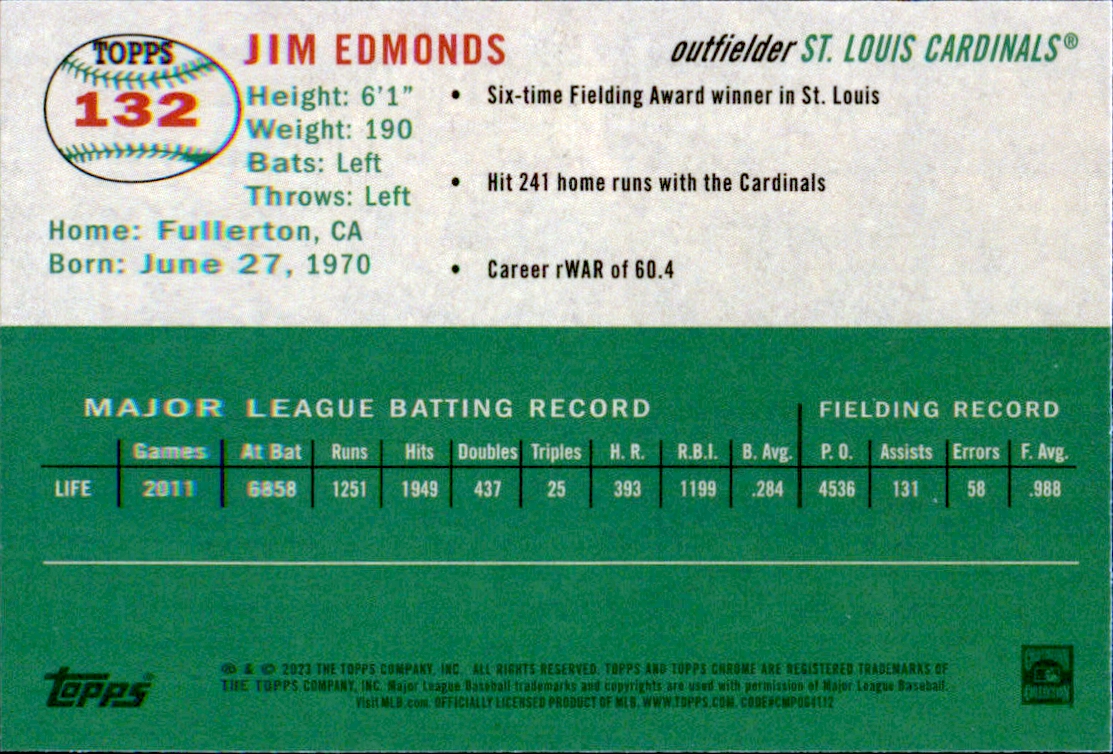 TOPPS
132
JIM EDMONDS
outfielder ST. LOUIS CARDINALS®
Height: 6'1"
Weight: 190
Bats: Left
Throws: Left
Home: Fullerton, CA
Born: June 27, 1970
• Six-time Fielding Award winner in St. Louis
• Hit 241 home runs with the Cardinals
• Career rWAR of 60.4
MAJOR LEAGUE BATTING RECORD FIELDING RECORD
Games At Bat Runs Hits Doubles Triples H. R. R.B.I. B. Avg. P. O. Assists Errors F. Avg.
LIFE 2011 6858 1251 1949 437 25 393 1199 .284 4536 131 58 .988
topps
® & © 2023 THE TOPPS COMPANY, INC. ALL RIGHTS RESERVED. TOPPS AND TOPPS CHROME ARE REGISTERED TRADEMARKS OF
THE TOPPS COMPANY, INC. Major League Baseball trademarks and copyrights are used with permission of Major League Baseball.
Visit MLB.com. OFFICIALLY LICENSED PRODUCT OF MLB. WWW.TOPPS.COM.